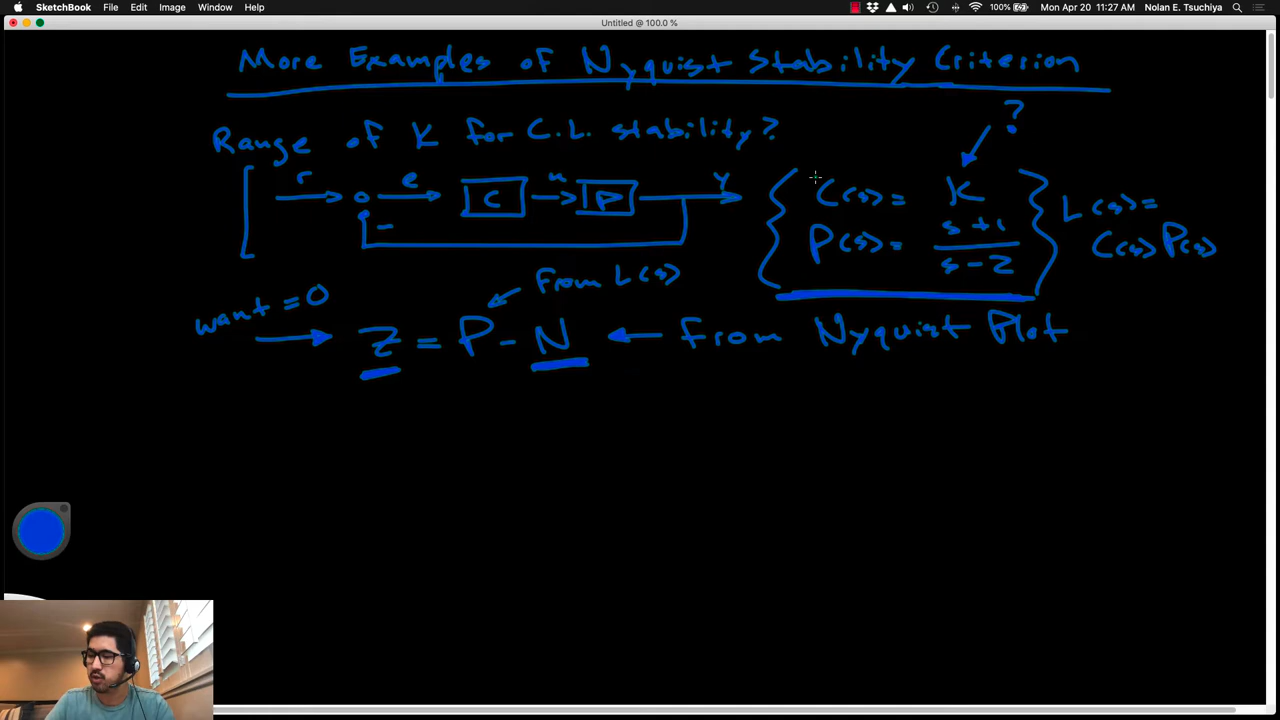 SketchBook File Edit Image Window Help 100% Mon Apr 20 11:27 AM Nolan E. Tsuchiya
Untitled @ 100.0 %
More Examples of Nyquist Stability Criterion
?
Range of K for C.L. stability?
r e C u P y
-
C(s) = K
P(s) = s+1 / s-2
L(s) =
C(s) P(s)
from L(s)
want = 0
Z = P - N ← from Nyquist Plot